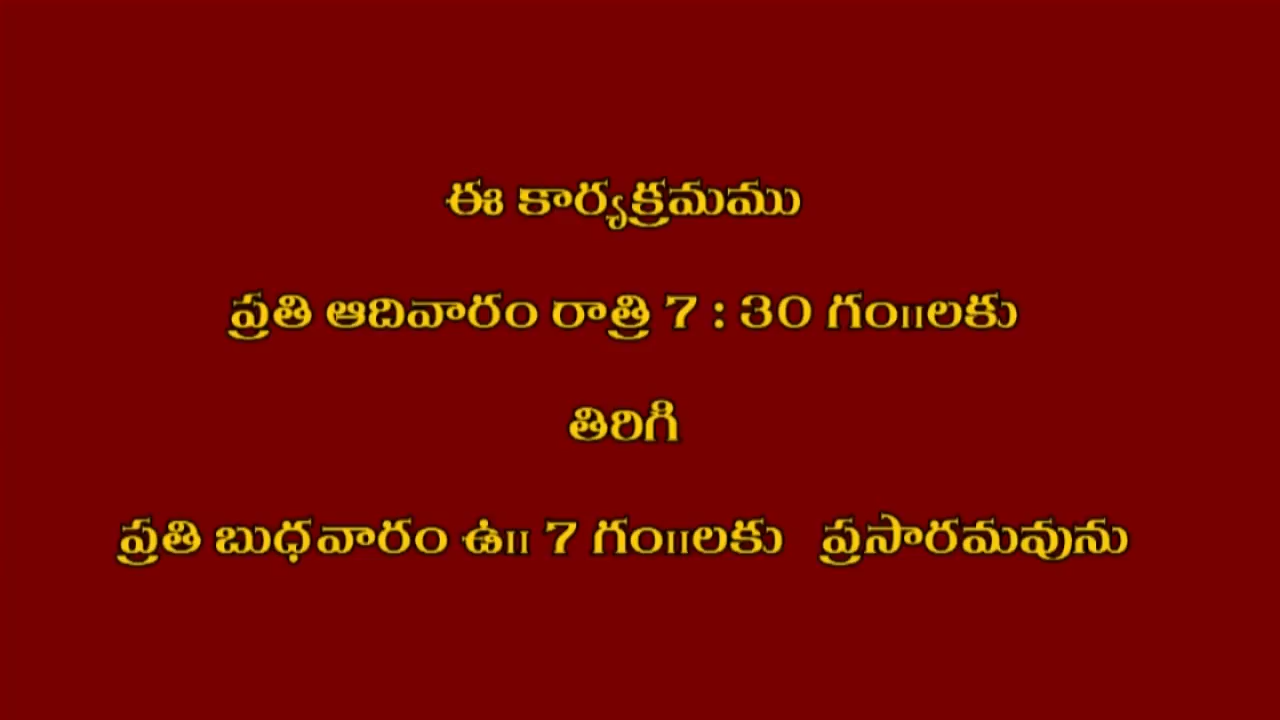 ఈ కార్యక్రమము
ప్రతి ఆదివారం రాత్రి 7 : 30 గం॥లకు
తిరిగి
ప్రతి బుధవారం ఉ॥ 7 గం॥లకు ప్రసారమవును